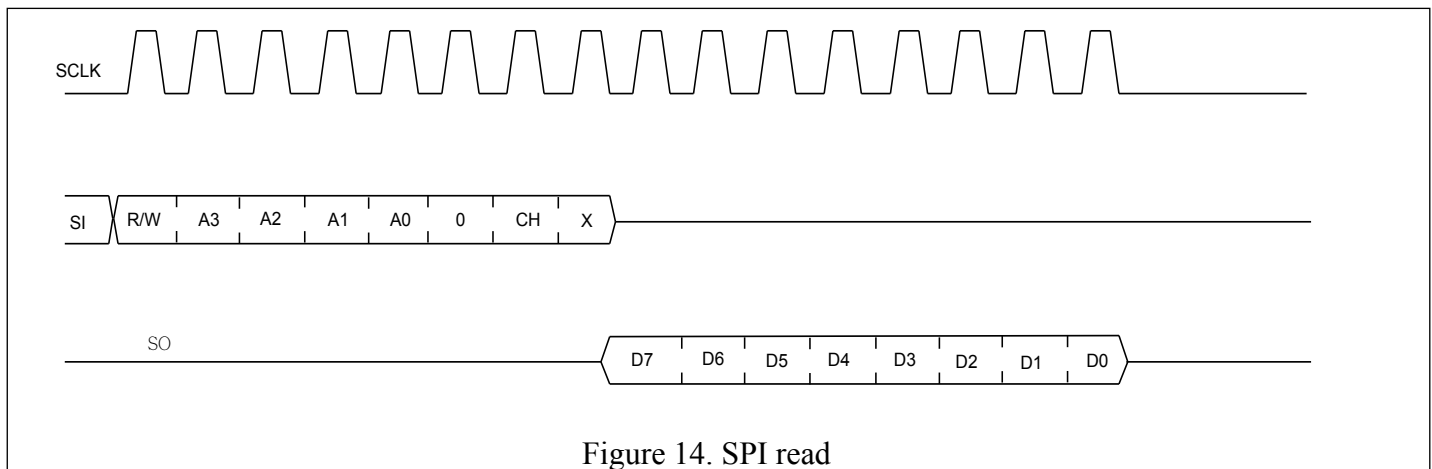 SCLK
SI R/W A3 A2 A1 A0 0 CH X
SO
D7 D6 D5 D4 D3 D2 D1 D0
Figure 14. SPI read